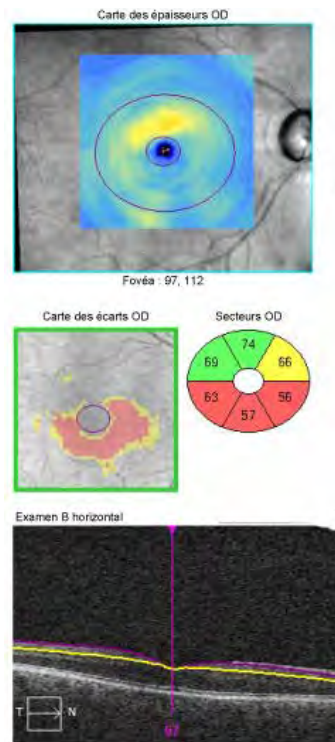 Carte des épaisseurs OD
Fovéa : 97, 112
Carte des écarts OD
Secteurs OD
74
69
66
63
56
57
Examen B horizontal
T
N
97